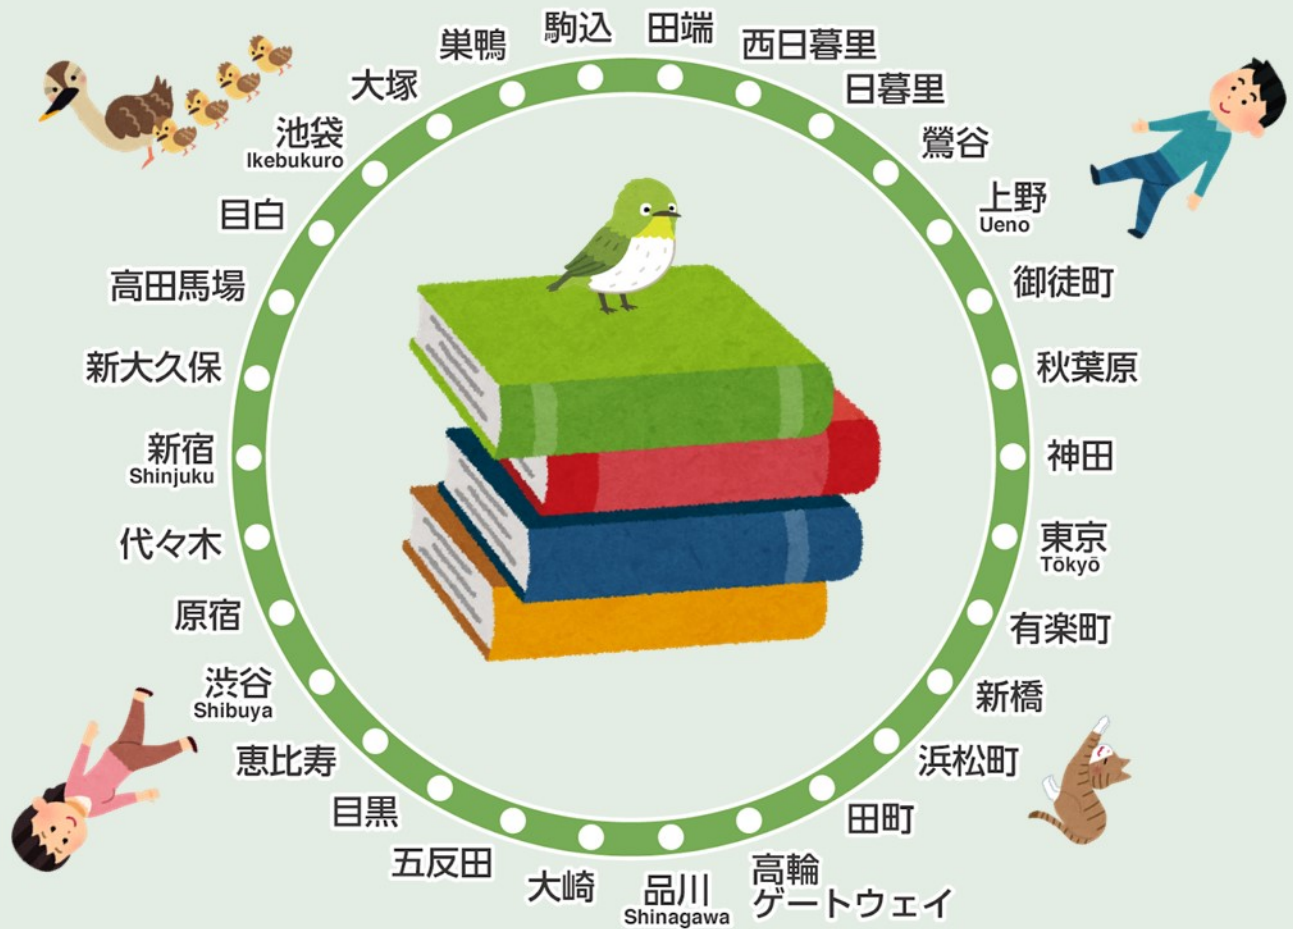 駒込
田端
西日暮里
日暮里
鶯谷
上野
Ueno
御徒町
秋葉原
神田
東京
Tōkyō
有楽町
新橋
浜松町
田町
高輪
ゲートウェイ
品川
Shinagawa
大崎
五反田
目黒
恵比寿
渋谷
Shibuya
原宿
代々木
新宿
Shinjuku
新大久保
高田馬場
目白
池袋
Ikebukuro
大塚
巣鴨